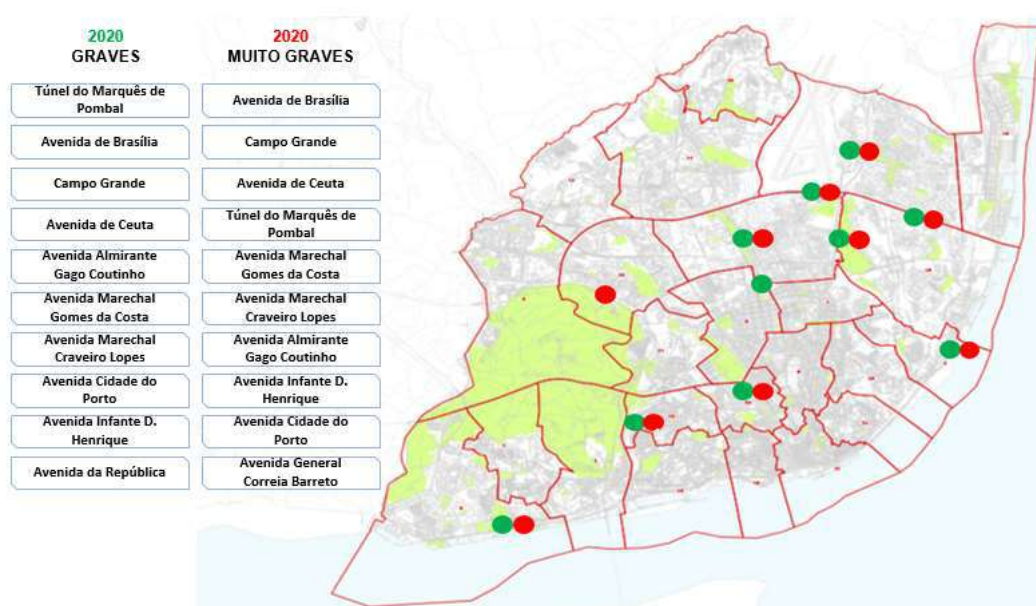 2020
GRAVES
Túnel do Marquês de
Pombal
Avenida de Brasília
Campo Grande
Avenida de Ceuta
Avenida Almirante
Gago Coutinho
Avenida Marechal
Gomes da Costa
Avenida Marechal
Craveiro Lopes
Avenida Cidade do
Porto
Avenida Infante D.
Henrique
Avenida da República
2020
MUITO GRAVES
Avenida de Brasília
Campo Grande
Avenida de Ceuta
Túnel do Marquês de
Pombal
Avenida Marechal
Gomes da Costa
Avenida Marechal
Craveiro Lopes
Avenida Almirante
Gago Coutinho
Avenida Infante D.
Henrique
Avenida Cidade do
Porto
Avenida General
Correia Barreto